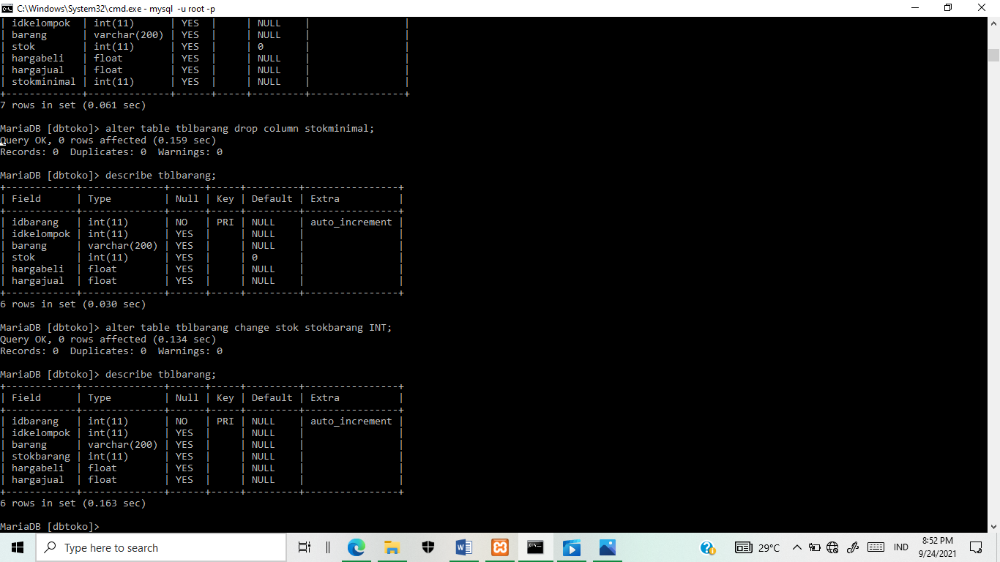 C:\Windows\System32\cmd.exe - mysql  -u root -p
| idkelompok  | int(11)      | YES  |     | NULL    |                |
| barang      | varchar(200) | YES  |     | NULL    |                |
| stok        | int(11)      | YES  |     | 0       |                |
| hargabeli   | float        | YES  |     | NULL    |                |
| hargajual   | float        | YES  |     | NULL    |                |
| stokminimal | int(11)      | YES  |     | NULL    |                |
+-------------+--------------+------+-----+---------+----------------+
7 rows in set (0.061 sec)
MariaDB [dbtoko]> alter table tblbarang drop column stokminimal;
Query OK, 0 rows affected (0.159 sec)
Records: 0  Duplicates: 0  Warnings: 0
MariaDB [dbtoko]> describe tblbarang;
+------------+--------------+------+-----+---------+----------------+
| Field      | Type         | Null | Key | Default | Extra          |
+------------+--------------+------+-----+---------+----------------+
| idbarang   | int(11)      | NO   | PRI | NULL    | auto_increment |
| idkelompok | int(11)      | YES  |     | NULL    |                |
| barang     | varchar(200) | YES  |     | NULL    |                |
| stok       | int(11)      | YES  |     | 0       |                |
| hargabeli  | float        | YES  |     | NULL    |                |
| hargajual  | float        | YES  |     | NULL    |                |
+------------+--------------+------+-----+---------+----------------+
6 rows in set (0.030 sec)
MariaDB [dbtoko]> alter table tblbarang change stok stokbarang INT;
Query OK, 0 rows affected (0.134 sec)
Records: 0  Duplicates: 0  Warnings: 0
MariaDB [dbtoko]> describe tblbarang;
+------------+--------------+------+-----+---------+----------------+
| Field      | Type         | Null | Key | Default | Extra          |
+------------+--------------+------+-----+---------+----------------+
| idbarang   | int(11)      | NO   | PRI | NULL    | auto_increment |
| idkelompok | int(11)      | YES  |     | NULL    |                |
| barang     | varchar(200) | YES  |     | NULL    |                |
| stokbarang | int(11)      | YES  |     | NULL    |                |
| hargabeli  | float        | YES  |     | NULL    |                |
| hargajual  | float        | YES  |     | NULL    |                |
+------------+--------------+------+-----+---------+----------------+
6 rows in set (0.163 sec)
MariaDB [dbtoko]>
Type here to search
29°C
IND
8:52 PM
9/24/2021